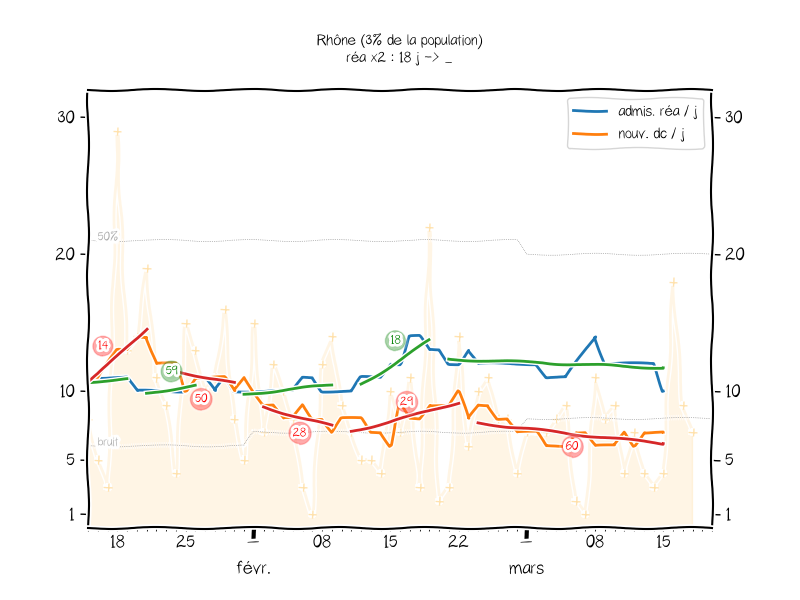 Rhône (3% de la population)
réa x2 : 18 j -> _
admis. réa / j
nouv. dc / j
30 30
50%
20 20
14
18
59
50
29
28
60
10 10
bruit
5 5
1 1
18 25 1 08 15 22 1 08 15
févr. mars